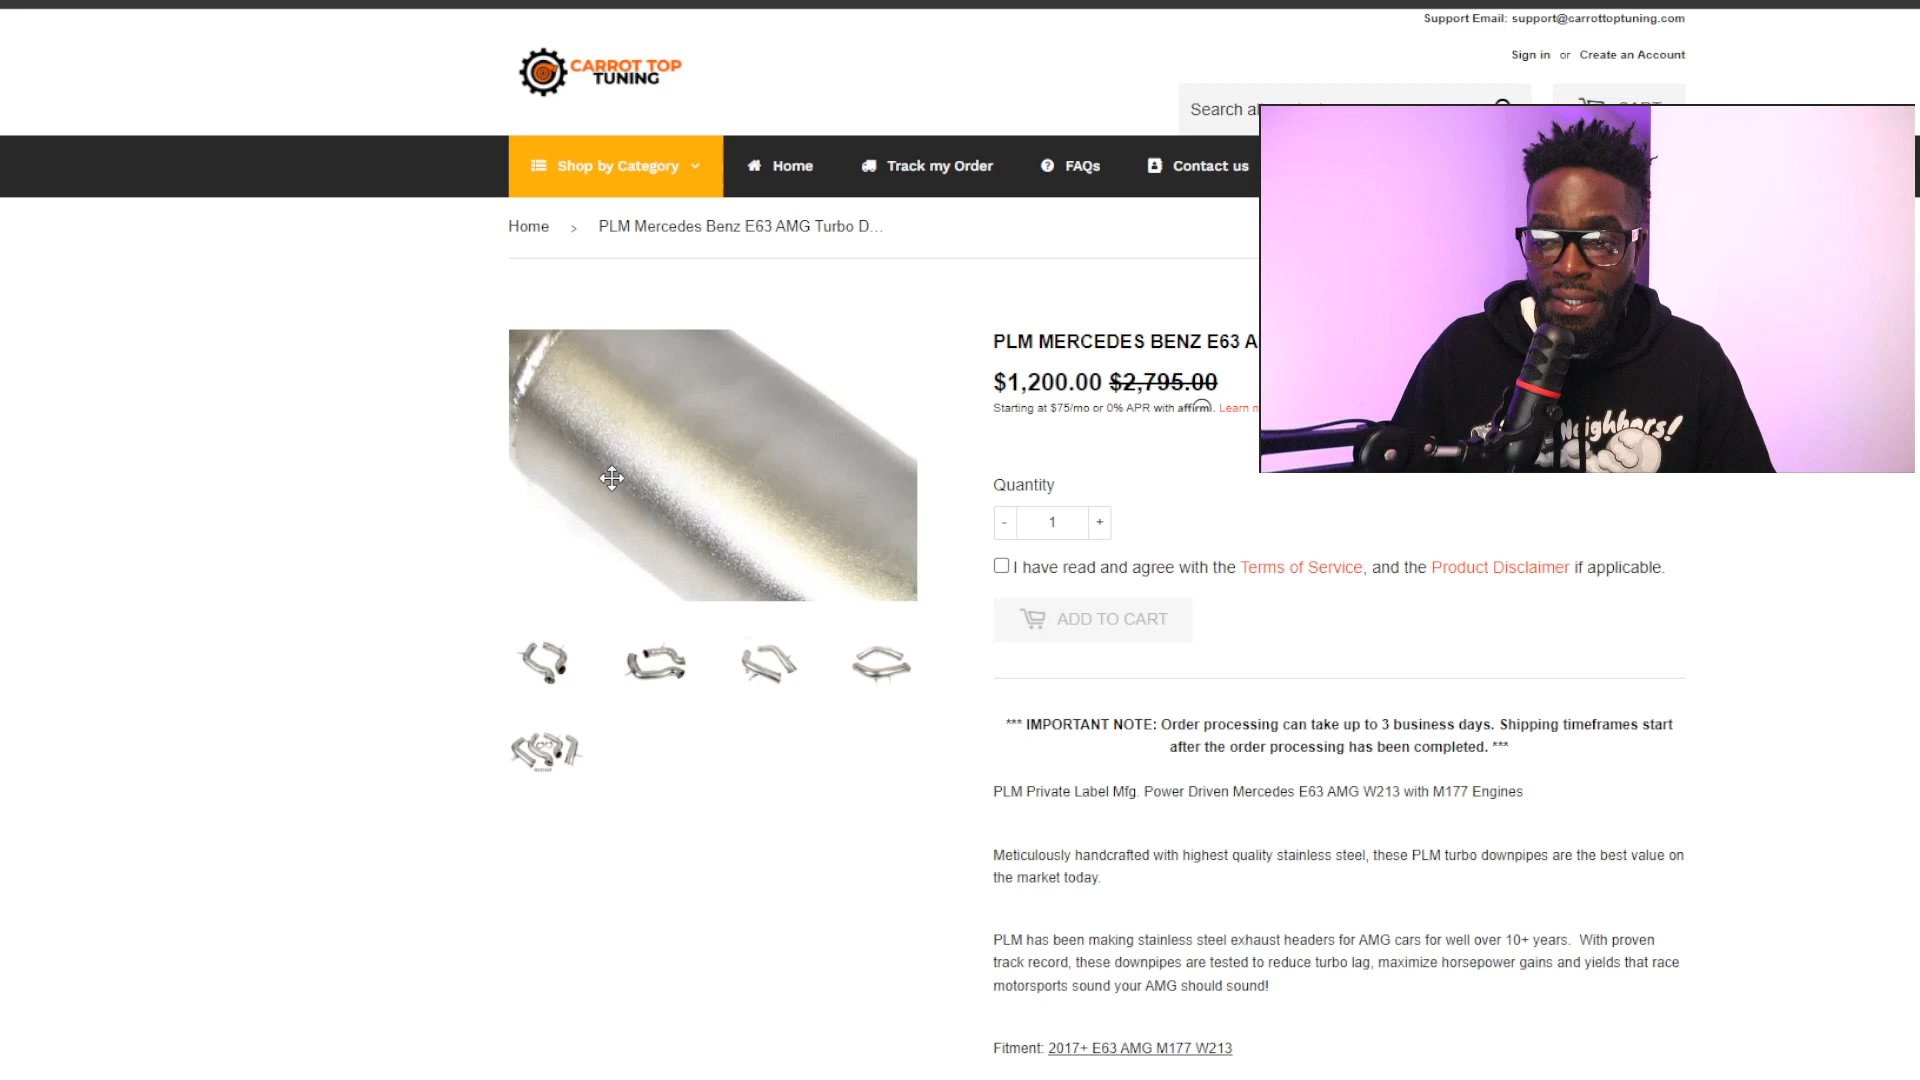 Support Email: support@carrottoptuning.com
Sign in or Create an Account
CARROT TOP
TUNING
Search
Shop by Category
Home
Track my Order
FAQs
Contact us
Home > PLM Mercedes Benz E63 AMG Turbo D...
PLM MERCEDES BENZ E63 A
$1,200.00 $2,795.00
Starting at $75/mo or 0% APR with affirm. Learn
Neighbors!
Quantity
- 1 +
I have read and agree with the Terms of Service, and the Product Disclaimer if applicable.
ADD TO CART
*** IMPORTANT NOTE: Order processing can take up to 3 business days. Shipping timeframes start
after the order processing has been completed. ***
PLM Private Label Mfg. Power Driven Mercedes E63 AMG W213 with M177 Engines
Meticulously handcrafted with highest quality stainless steel, these PLM turbo downpipes are the best value on
the market today.
PLM has been making stainless steel exhaust headers for AMG cars for well over 10+ years. With proven
track record, these downpipes are tested to reduce turbo lag, maximize horsepower gains and yields that race
motorsports sound your AMG should sound!
Fitment: 2017+ E63 AMG M177 W213